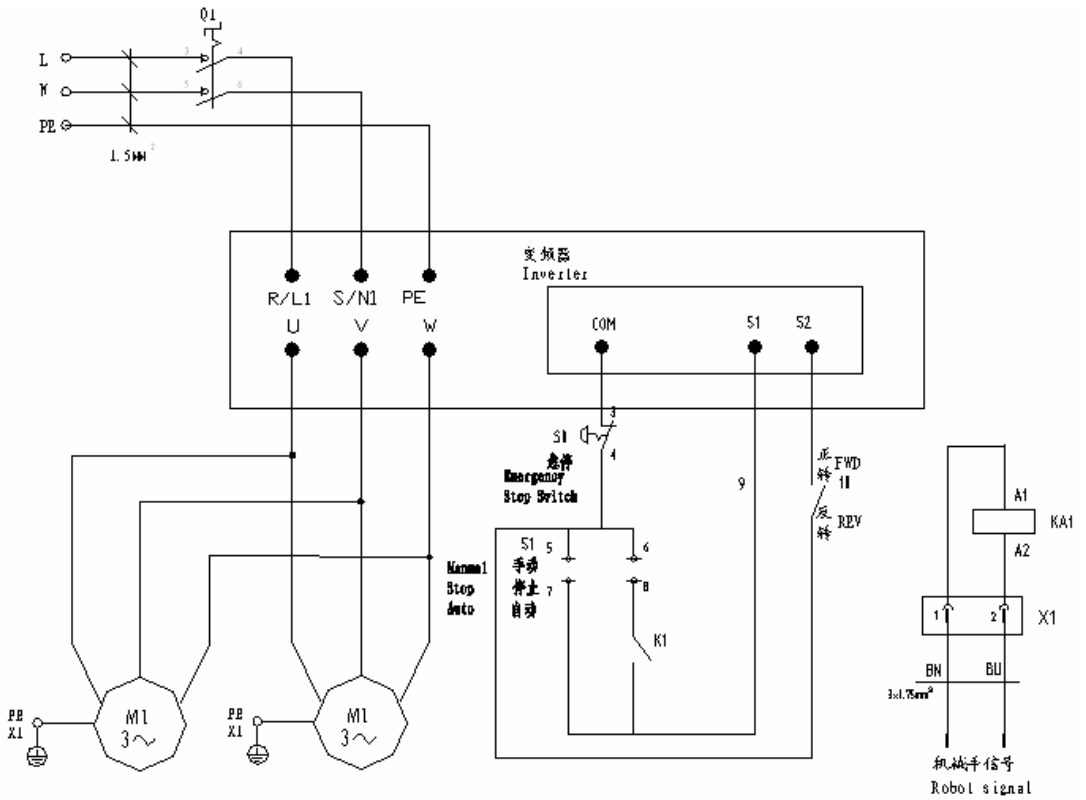 Q1
L
3
4
N
5
6
PE
1.5MM²
变频器
Inverter
R/L1
S/N1
PE
U
V
W
COM
S1
S2
3
4
急停
Emergency
Stop Switch
9
正转
FWD
反转
REV
S1
5
6
Manual
手动
Stop
停止
7
8
Auto
自动
K1
A1
KA1
A2
1
2
X1
BN
BU
PE
X1
M1
3~
PE
X1
M1
3~
机械手信号
Robot signal